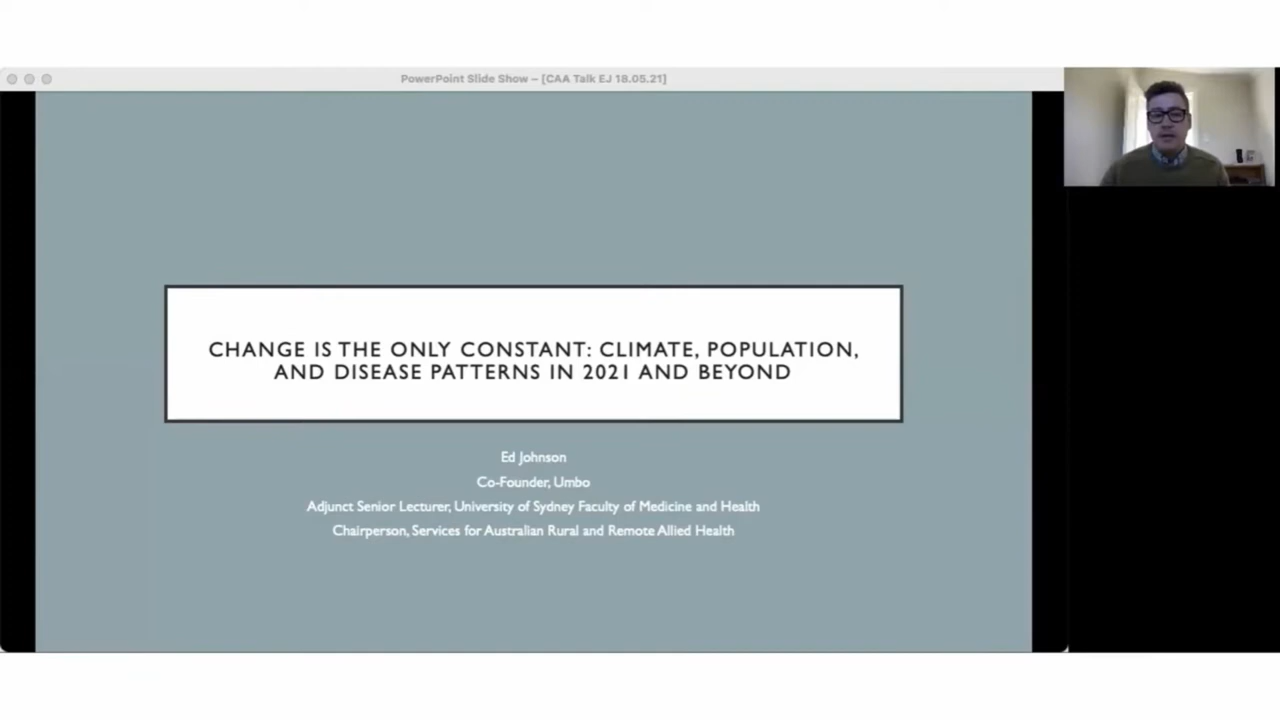 PowerPoint Slide Show – [CAA Talk EJ 18.05.21]
CHANGE IS THE ONLY CONSTANT: CLIMATE, POPULATION,
AND DISEASE PATTERNS IN 2021 AND BEYOND
Ed Johnson
Co-Founder, Umbo
Adjunct Senior Lecturer, University of Sydney Faculty of Medicine and Health
Chairperson, Services for Australian Rural and Remote Allied Health